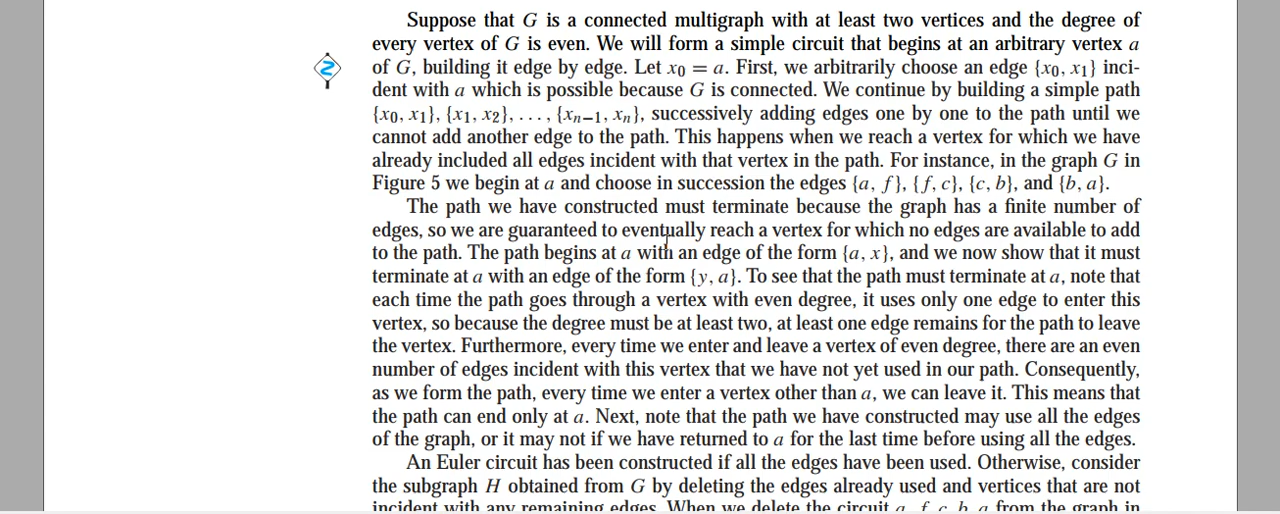 Suppose that G is a connected multigraph with at least two vertices and the degree of
every vertex of G is even. We will form a simple circuit that begins at an arbitrary vertex a
of G, building it edge by edge. Let x₀ = a. First, we arbitrarily choose an edge {x₀, x₁} inci-
dent with a which is possible because G is connected. We continue by building a simple path
{x₀, x₁}, {x₁, x₂}, . . . , {xₙ₋₁, xₙ}, successively adding edges one by one to the path until we
cannot add another edge to the path. This happens when we reach a vertex for which we have
already included all edges incident with that vertex in the path. For instance, in the graph G in
Figure 5 we begin at a and choose in succession the edges {a, f}, {f, c}, {c, b}, and {b, a}.
The path we have constructed must terminate because the graph has a finite number of
edges, so we are guaranteed to eventually reach a vertex for which no edges are available to add
to the path. The path begins at a with an edge of the form {a, x}, and we now show that it must
terminate at a with an edge of the form {y, a}. To see that the path must terminate at a, note that
each time the path goes through a vertex with even degree, it uses only one edge to enter this
vertex, so because the degree must be at least two, at least one edge remains for the path to leave
the vertex. Furthermore, every time we enter and leave a vertex of even degree, there are an even
number of edges incident with this vertex that we have not yet used in our path. Consequently,
as we form the path, every time we enter a vertex other than a, we can leave it. This means that
the path can end only at a. Next, note that the path we have constructed may use all the edges
of the graph, or it may not if we have returned to a for the last time before using all the edges.
An Euler circuit has been constructed if all the edges have been used. Otherwise, consider
the subgraph H obtained from G by deleting the edges already used and vertices that are not
incident with any remaining edges. When we delete the circuit a, f, c, b, a from the graph in